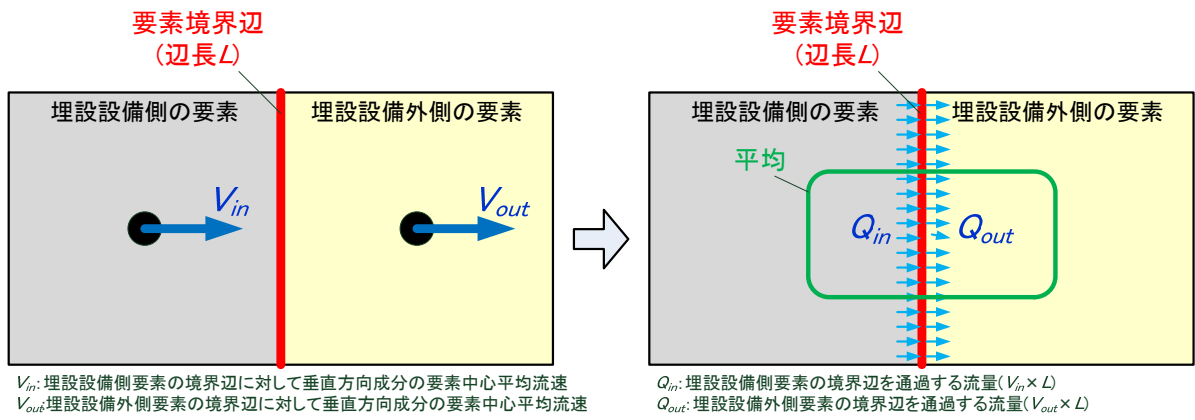 要素境界辺
(辺長L)
埋設設備側の要素
埋設設備外側の要素
Vin
Vout
Vin:埋設設備側要素の境界辺に対して垂直方向成分の要素中心平均流速
Vout:埋設設備外側要素の境界辺に対して垂直方向成分の要素中心平均流速
要素境界辺
(辺長L)
埋設設備側の要素
埋設設備外側の要素
平均
Qin
Qout
Qin:埋設設備側要素の境界辺を通過する流量(Vin×L)
Qout:埋設設備外側要素の境界辺を通過する流量(Vout×L)